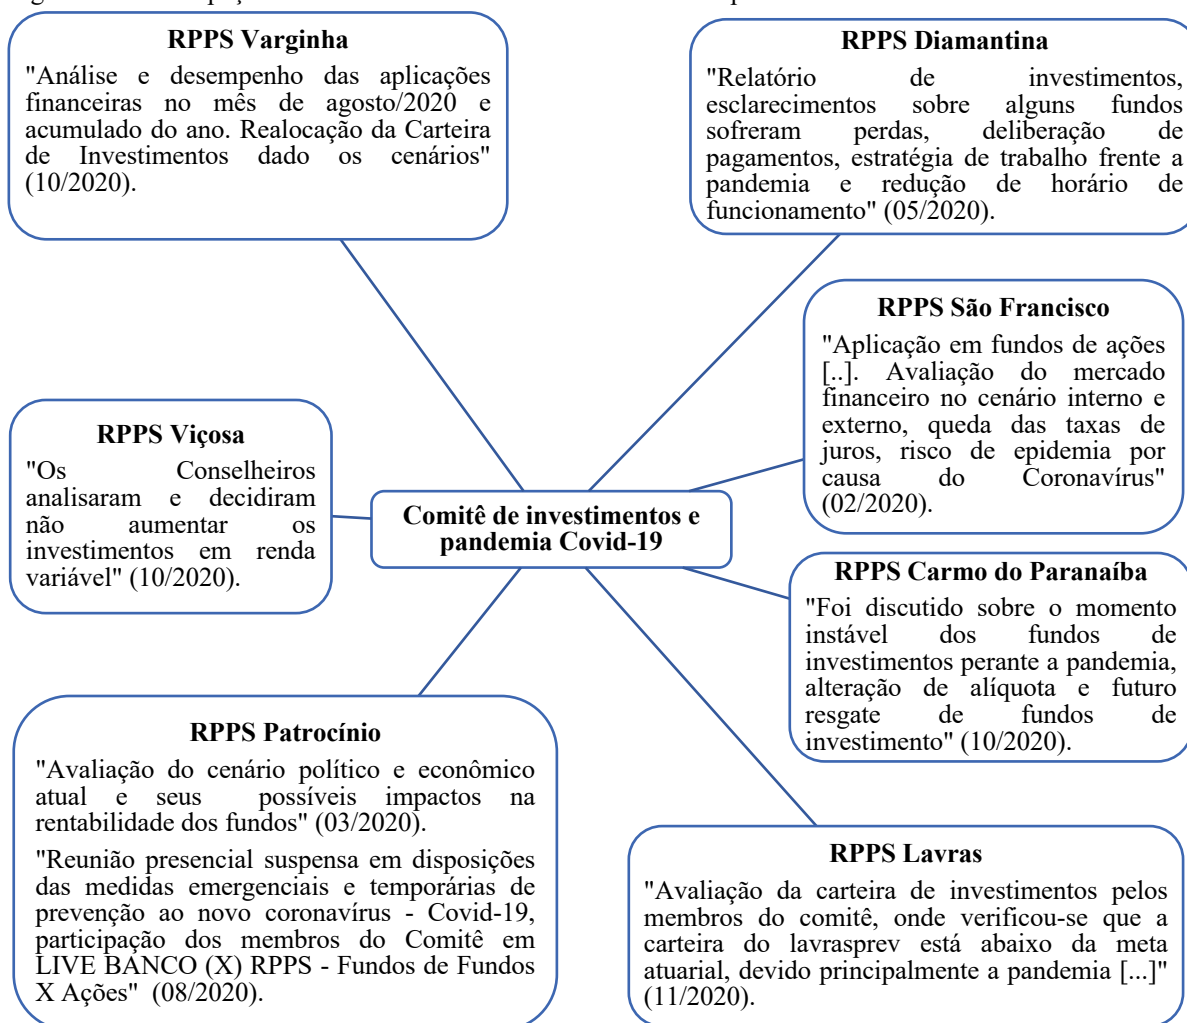 RPPS Varginha
"Análise e desempenho das aplicações
financeiras no mês de agosto/2020 e
acumulado do ano. Realocação da Carteira
de Investimentos dado os cenários"
(10/2020).
RPPS Diamantina
"Relatório de investimentos,
esclarecimentos sobre alguns fundos
sofreram perdas, deliberação de
pagamentos, estratégia de trabalho frente a
pandemia e redução de horário de
funcionamento" (05/2020).
RPPS São Francisco
"Aplicação em fundos de ações
[..]. Avaliação do mercado
financeiro no cenário interno e
externo, queda das taxas de
juros, risco de epidemia por
causa do Coronavírus"
(02/2020).
RPPS Viçosa
"Os Conselheiros
analisaram e decidiram
não aumentar os
investimentos em renda
variável" (10/2020).
Comitê de investimentos e
pandemia Covid-19
RPPS Carmo do Paranaíba
"Foi discutido sobre o momento
instável dos fundos de
investimentos perante a pandemia,
alteração de alíquota e futuro
resgate de fundos de
investimento" (10/2020).
RPPS Patrocínio
"Avaliação do cenário político e econômico
atual e seus possíveis impactos na
rentabilidade dos fundos" (03/2020).
"Reunião presencial suspensa em disposições
das medidas emergenciais e temporárias de
prevenção ao novo coronavírus - Covid-19,
participação dos membros do Comitê em
LIVE BANCO (X) RPPS - Fundos de Fundos
X Ações" (08/2020).
RPPS Lavras
"Avaliação da carteira de investimentos pelos
membros do comitê, onde verificou-se que a
carteira do lavrasprev está abaixo da meta
atuarial, devido principalmente a pandemia [...]"
(11/2020).